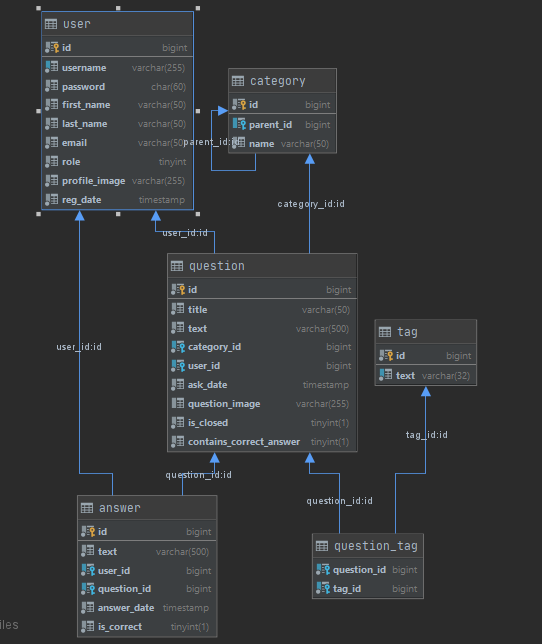 user
id bigint
username varchar(255)
password char(60)
first_name varchar(50)
last_name varchar(50)
email varchar(50)
role tinyint
profile_image varchar(255)
reg_date timestamp
category
id bigint
parent_id bigint
name varchar(50)
parent_id:id
category_id:id
user_id:id
question
id bigint
title varchar(50)
text varchar(500)
category_id bigint
user_id bigint
ask_date timestamp
question_image varchar(255)
is_closed tinyint(1)
contains_correct_answer tinyint(1)
tag
id bigint
text varchar(32)
user_id:id
tag_id:id
question_id:id
question_id:id
answer
id bigint
text varchar(500)
user_id bigint
question_id bigint
answer_date timestamp
is_correct tinyint(1)
question_tag
question_id bigint
tag_id bigint
iles